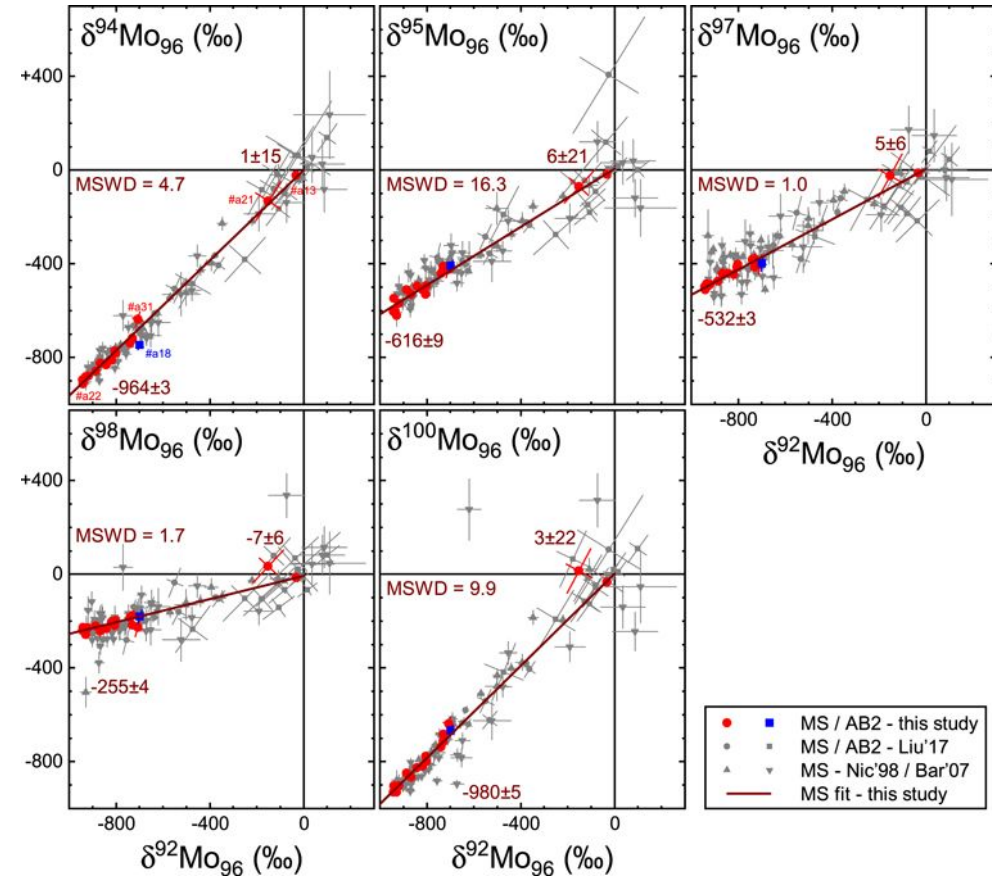 δ⁹⁴Mo₉₆ (‰)
δ⁹⁵Mo₉₆ (‰)
δ⁹⁷Mo₉₆ (‰)
+400
0
-400
-800
1±15
MSWD = 4.7
#a21
#a13
#a31
#a18
#a22
-964±3
6±21
MSWD = 16.3
-616±9
5±6
MSWD = 1.0
-532±3
-800
-400
0
δ⁹²Mo₉₆ (‰)
δ⁹⁸Mo₉₆ (‰)
δ¹⁰⁰Mo₉₆ (‰)
+400
0
-400
-800
MSWD = 1.7
-7±6
-255±4
3±22
MSWD = 9.9
-980±5
-800
-400
0
-800
-400
0
δ⁹²Mo₉₆ (‰)
δ⁹²Mo₉₆ (‰)
MS / AB2 - this study
MS / AB2 - Liu'17
MS - Nic'98 / Bar'07
MS fit - this study